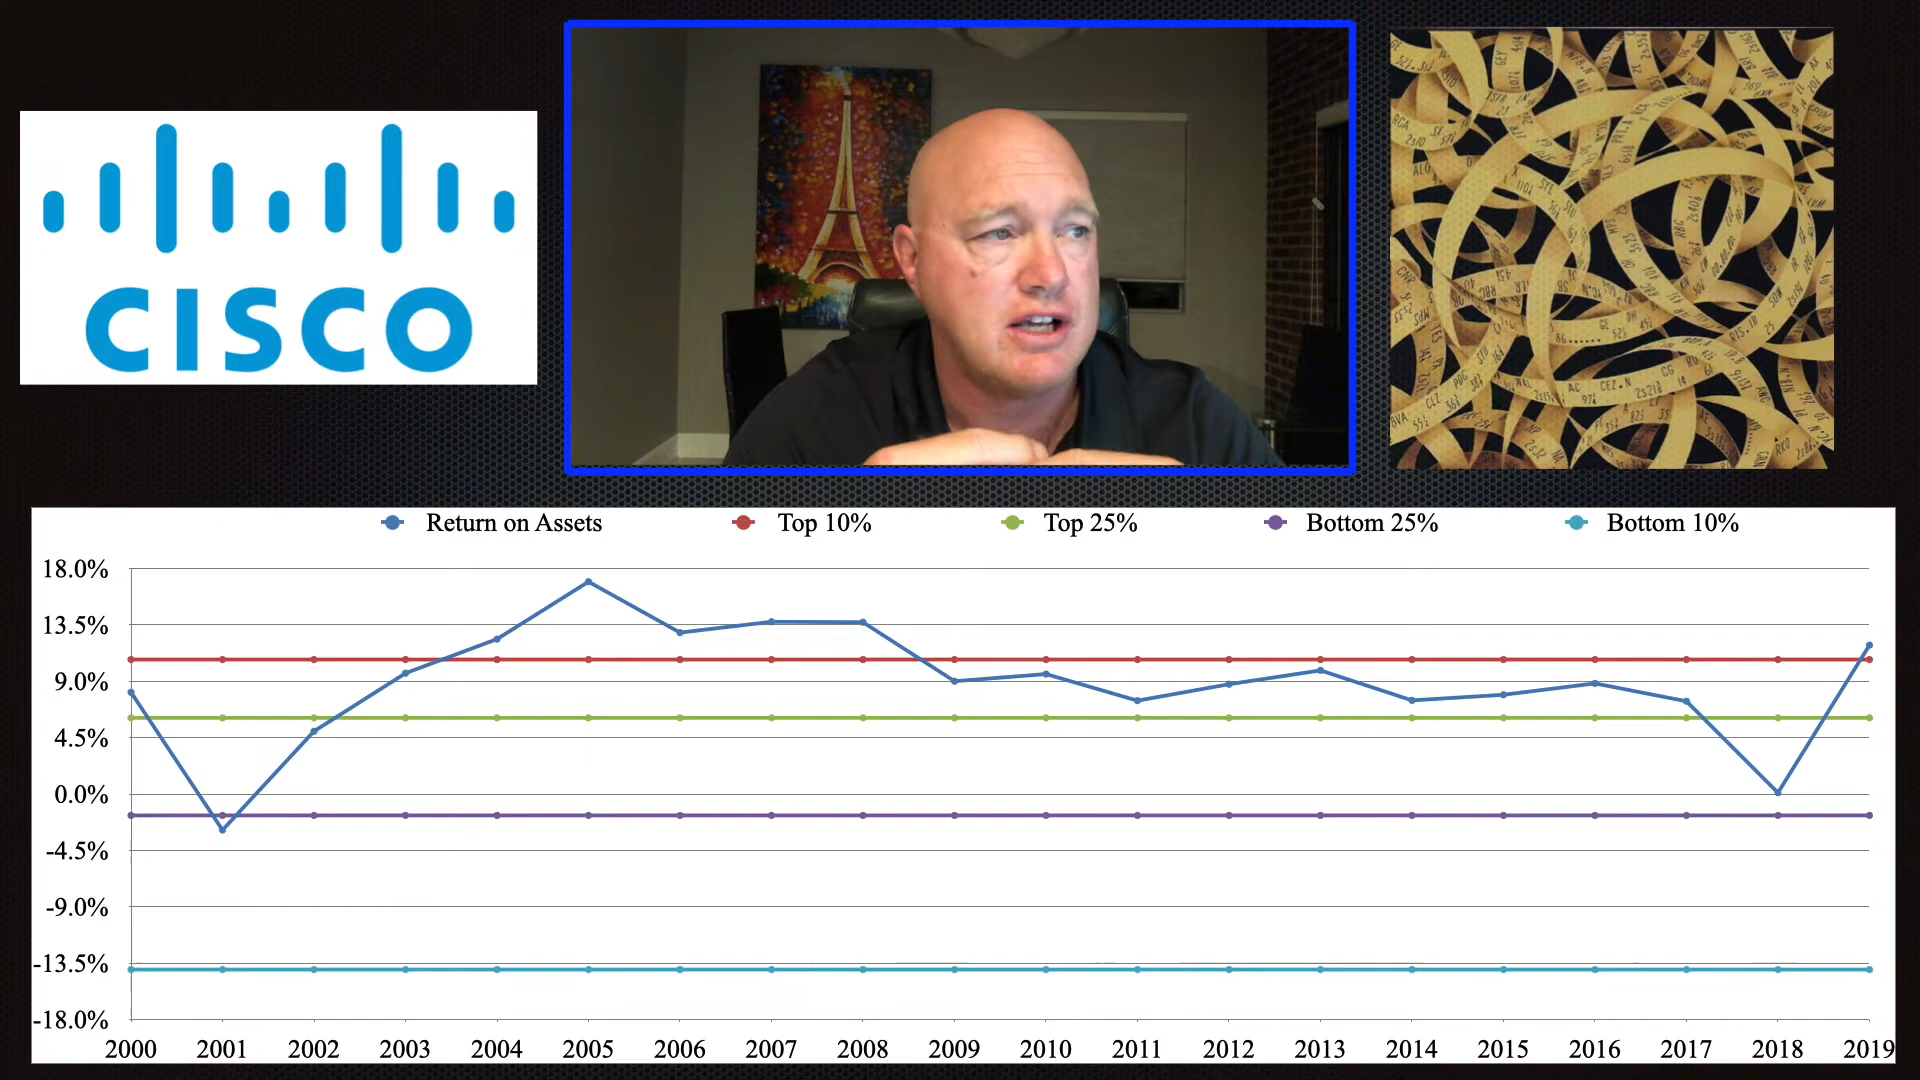 CISCO
Return on Assets
Top 10%
Top 25%
Bottom 25%
Bottom 10%
18.0%
13.5%
9.0%
4.5%
0.0%
-4.5%
-9.0%
-13.5%
-18.0%
2000 2001 2002 2003 2004 2005 2006 2007 2008 2009 2010 2011 2012 2013 2014 2015 2016 2017 2018 2019